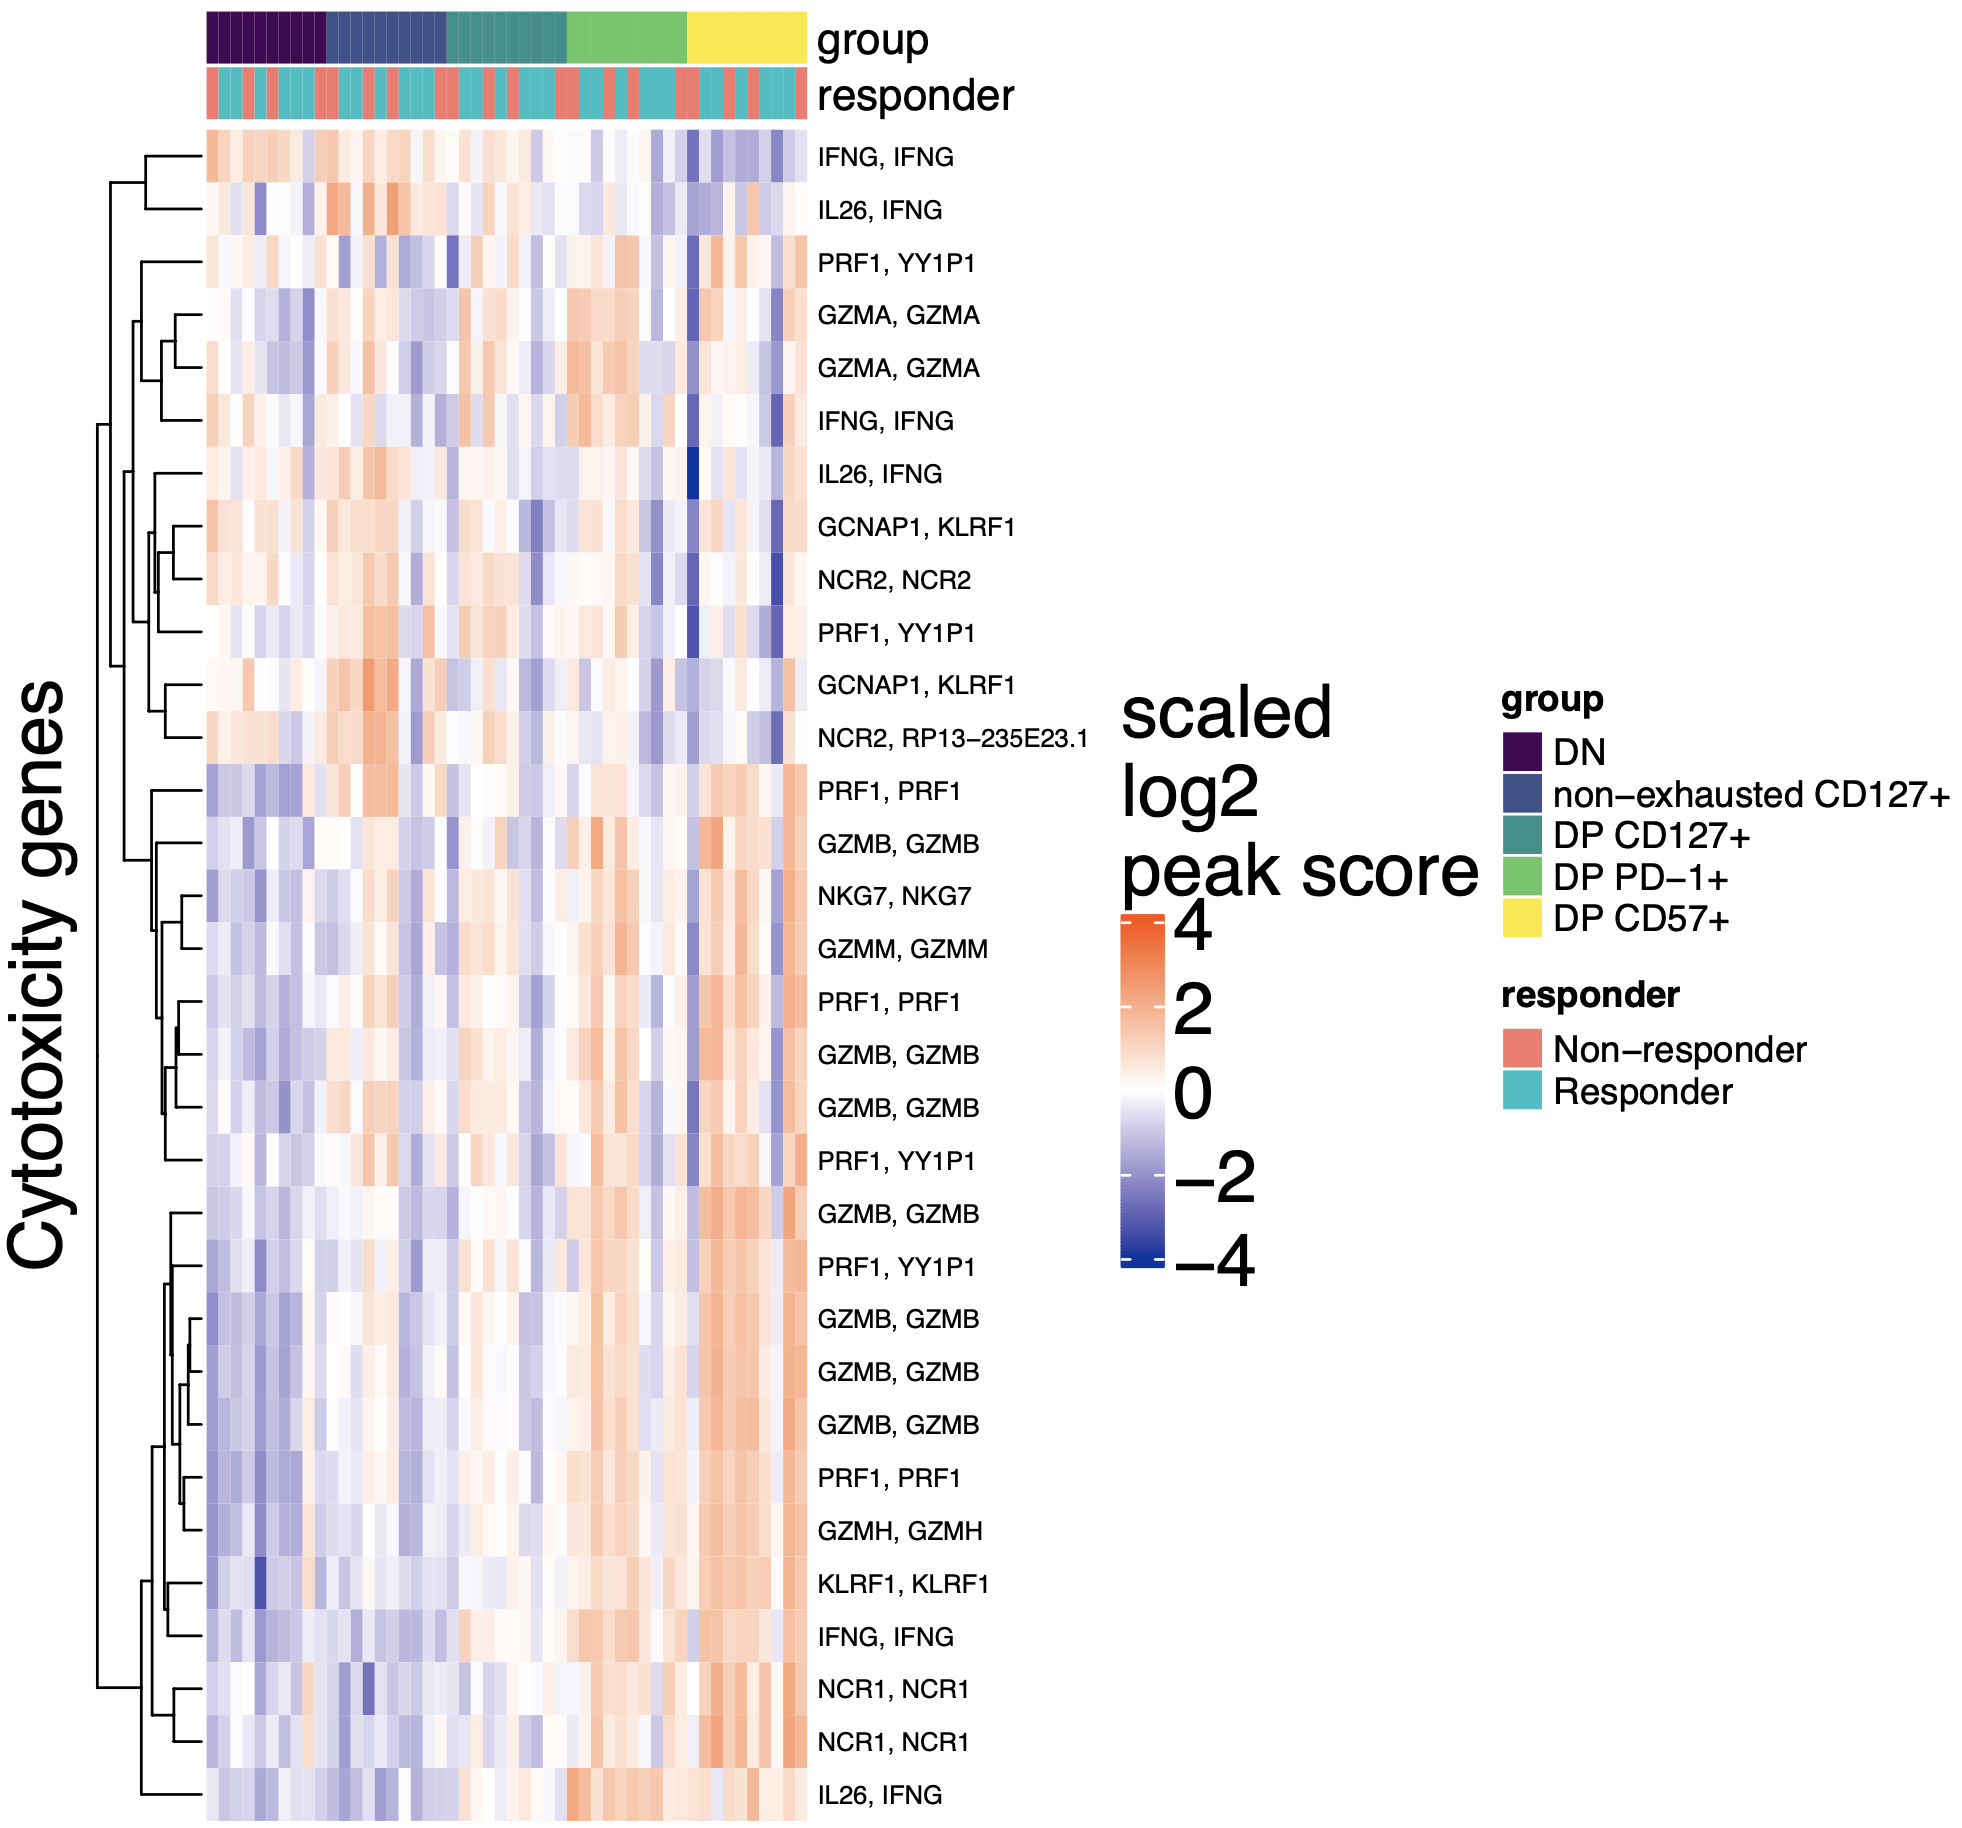 group
responder
IFNG, IFNG
IL26, IFNG
PRF1, YY1P1
GZMA, GZMA
GZMA, GZMA
IFNG, IFNG
IL26, IFNG
GCNAP1, KLRF1
NCR2, NCR2
PRF1, YY1P1
GCNAP1, KLRF1
NCR2, RP13−235E23.1
PRF1, PRF1
GZMB, GZMB
NKG7, NKG7
GZMM, GZMM
PRF1, PRF1
GZMB, GZMB
GZMB, GZMB
PRF1, YY1P1
GZMB, GZMB
PRF1, YY1P1
GZMB, GZMB
GZMB, GZMB
GZMB, GZMB
PRF1, PRF1
GZMH, GZMH
KLRF1, KLRF1
IFNG, IFNG
NCR1, NCR1
NCR1, NCR1
IL26, IFNG
Cytotoxicity genes
scaled
log2
peak score
4
2
0
−2
−4
group
DN
non−exhausted CD127+
DP CD127+
DP PD−1+
DP CD57+
responder
Non−responder
Responder